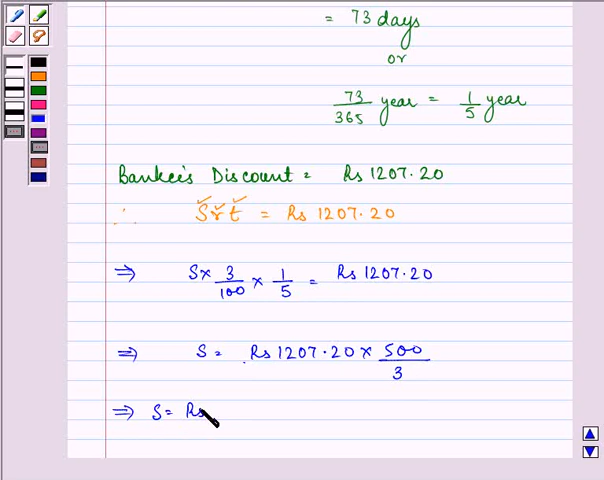 = 73 days
or
73/365 year = 1/5 year
Banker's Discount = Rs 1207.20
∴ Srt = Rs 1207.20
⇒ S × 3/100 × 1/5 = Rs 1207.20
⇒ S = Rs 1207.20 × 500/3
⇒ S = Rs